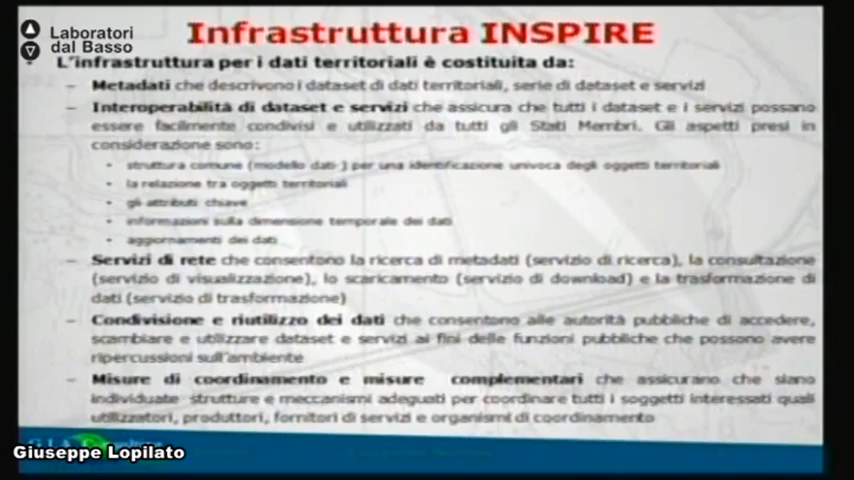 Laboratori
dal Basso
Infrastruttura INSPIRE
L'infrastruttura per i dati territoriali è costituita da:
– Metadati che descrivono i dataset di dati territoriali, serie di dataset e servizi
– Interoperabilità di dataset e servizi che assicura che tutti i dataset e i servizi possano
essere facilmente condivisi e utilizzati da tutti gli Stati Membri. Gli aspetti presi in
considerazione sono:
• struttura comune (modello dati ) per una identificazione univoca degli oggetti territoriali
• la relazione tra oggetti territoriali
• gli attributi chiave
• informazioni sulla dimensione temporale dei dati
• aggiornamenti dei dati
– Servizi di rete che consentono la ricerca di metadati (servizio di ricerca), la consultazione
(servizio di visualizzazione), lo scaricamento (servizio di download) e la trasformazione di
dati (servizio di trasformazione)
– Condivisione e riutilizzo dei dati che consentono alle autorità pubbliche di accedere,
scambiare e utilizzare dataset e servizi ai fini delle funzioni pubbliche che possono avere
ripercussioni sull'ambiente
– Misure di coordinamento e misure complementari che assicurano che siano
individuate strutture e meccanismi adeguati per coordinare tutti i soggetti interessati quali
utilizzatori, produttori, fornitori di servizi e organismi di coordinamento
Giuseppe Lopilato